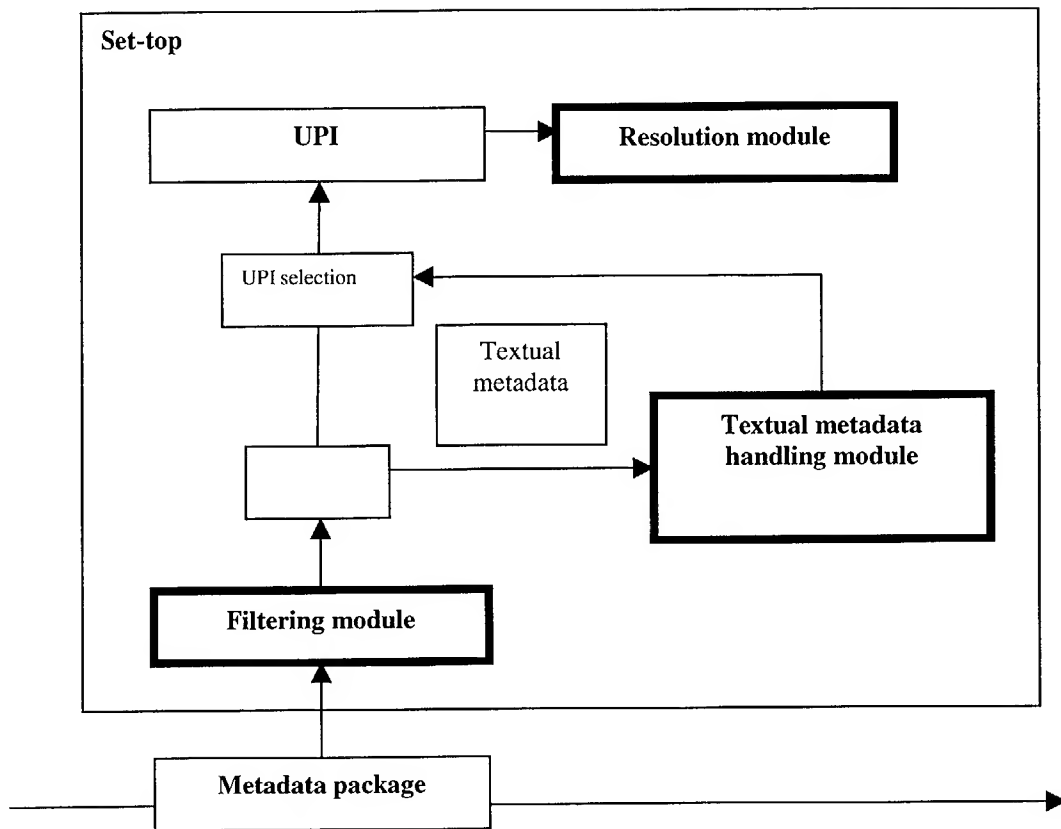 Set-top
UPI
Resolution module
UPI selection
Textual
metadata
Textual metadata
handling module
Filtering module
Metadata package